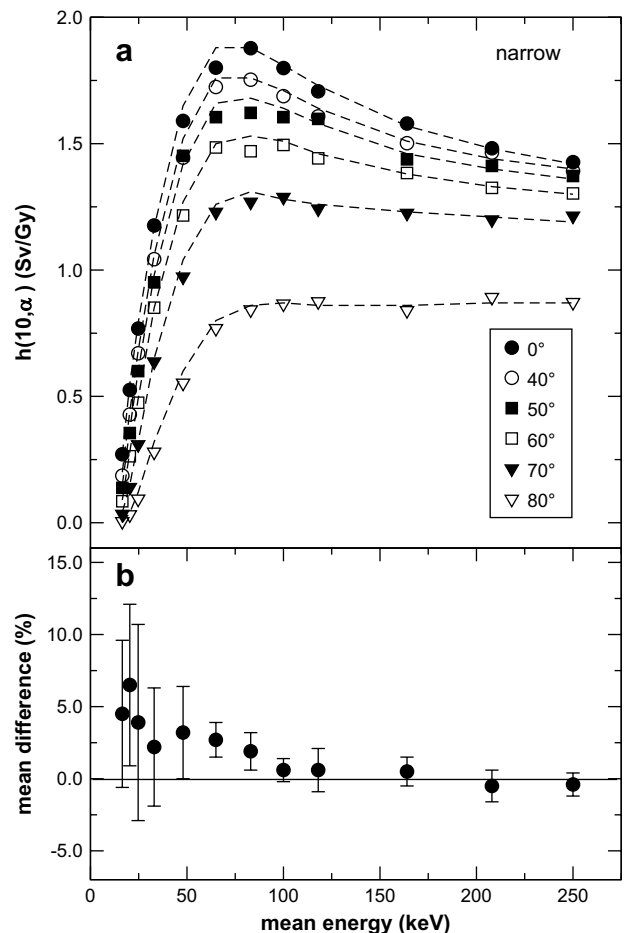 a
narrow
2.0
1.5
1.0
0.5
0.0
h(10,α) (Sv/Gy)
0°
40°
50°
60°
70°
80°
b
15.0
10.0
5.0
0.0
-5.0
mean difference (%)
0 50 100 150 200 250
mean energy (keV)